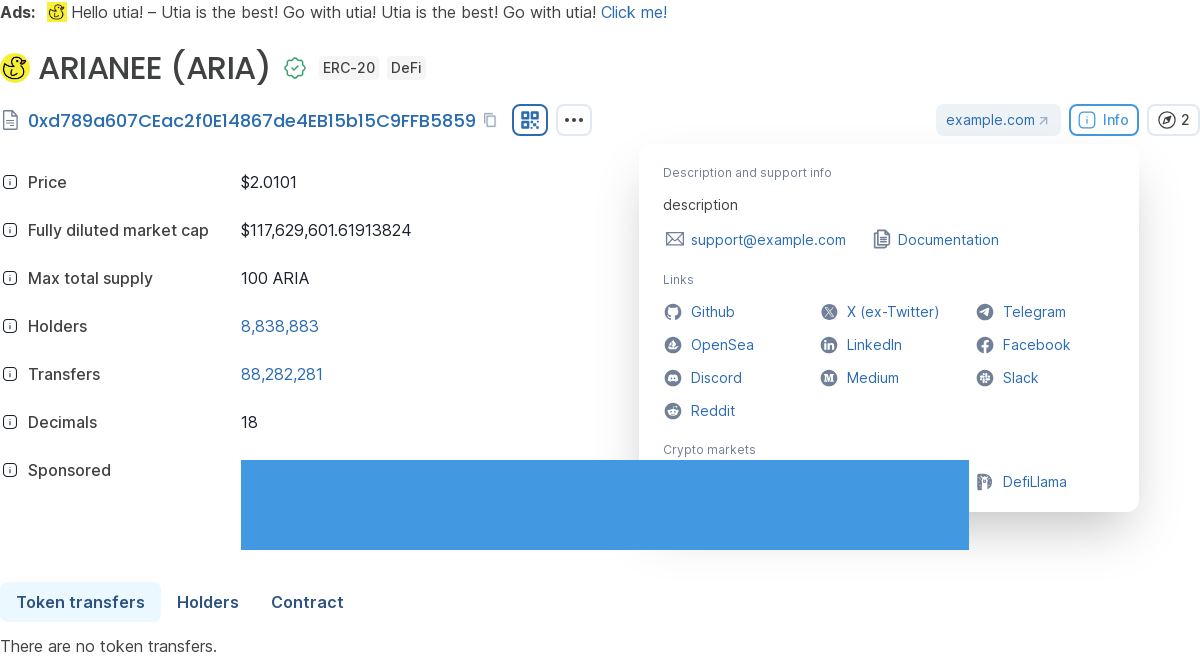 Ads: Hello utia! – Utia is the best! Go with utia! Utia is the best! Go with utia! Click me!
ARIANEE (ARIA) ERC-20 DeFi
0xd789a607CEac2f0E14867de4EB15b15C9FFB5859 example.com Info 2
Description and support info
description
support@example.com Documentation
Links
Github X (ex-Twitter) Telegram
OpenSea LinkedIn Facebook
Discord Medium Slack
Reddit
Crypto markets
DefiLlama
Price $2.0101
Fully diluted market cap $117,629,601.61913824
Max total supply 100 ARIA
Holders 8,838,883
Transfers 88,282,281
Decimals 18
Sponsored
Token transfers Holders Contract
There are no token transfers.